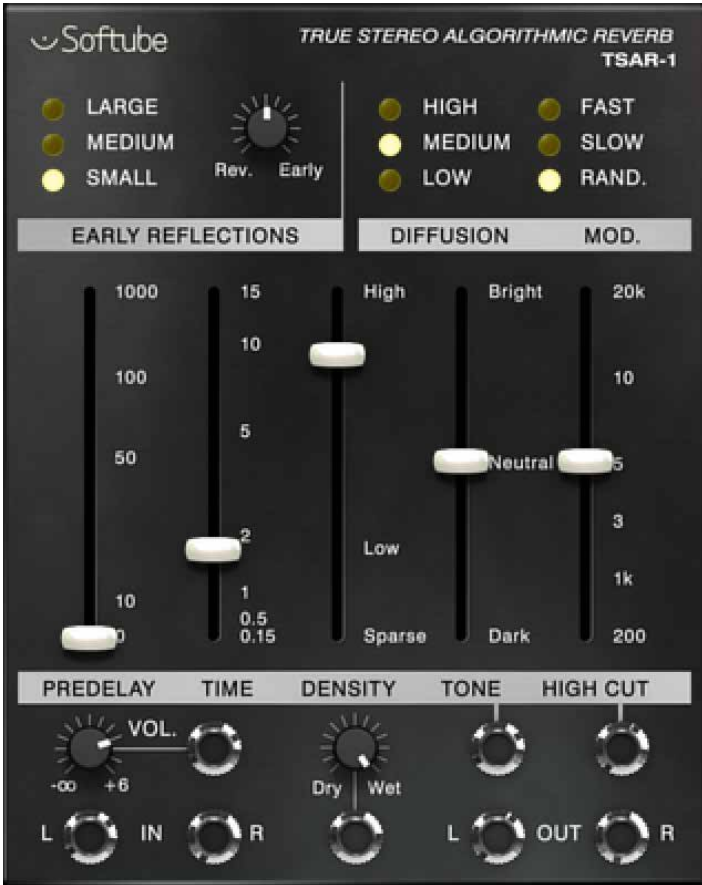 Softube TRUE STEREO ALGORITHMIC REVERB
TSAR-1
LARGE HIGH FAST
MEDIUM MEDIUM SLOW
SMALL Rev. Early LOW RAND.
EARLY REFLECTIONS DIFFUSION MOD.
1000 15 High Bright 20k
10
100 10
5
50 Neutral 5
3
2 Low
1k
10 1
0.5
0 0.15 Sparse Dark 200
PREDELAY TIME DENSITY TONE HIGH CUT
VOL.
-∞ +6 Dry Wet
L IN R L OUT R